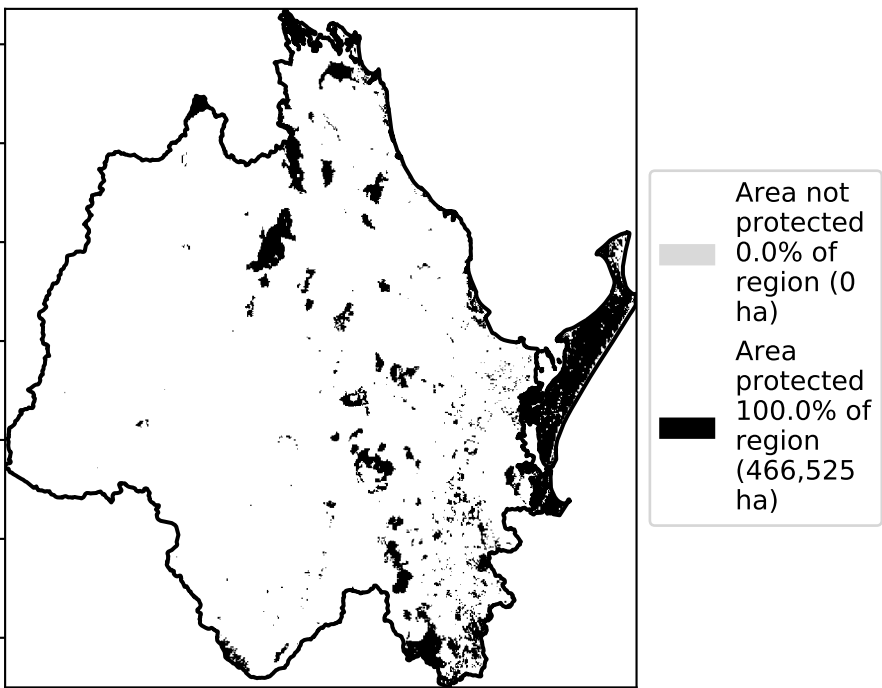 Area not
protected
0.0% of
region (0
ha)
Area
protected
100.0% of
region
(466,525
ha)